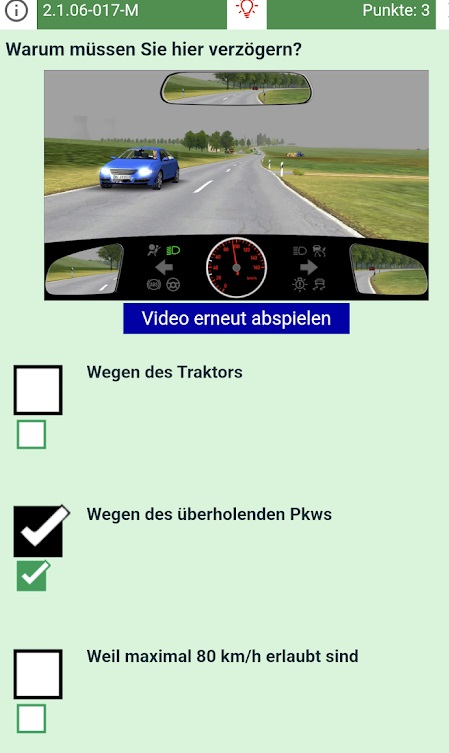 2.1.06-017-M
Punkte: 3
Warum müssen Sie hier verzögern?
Video erneut abspielen
Wegen des Traktors
Wegen des überholenden Pkws
Weil maximal 80 km/h erlaubt sind